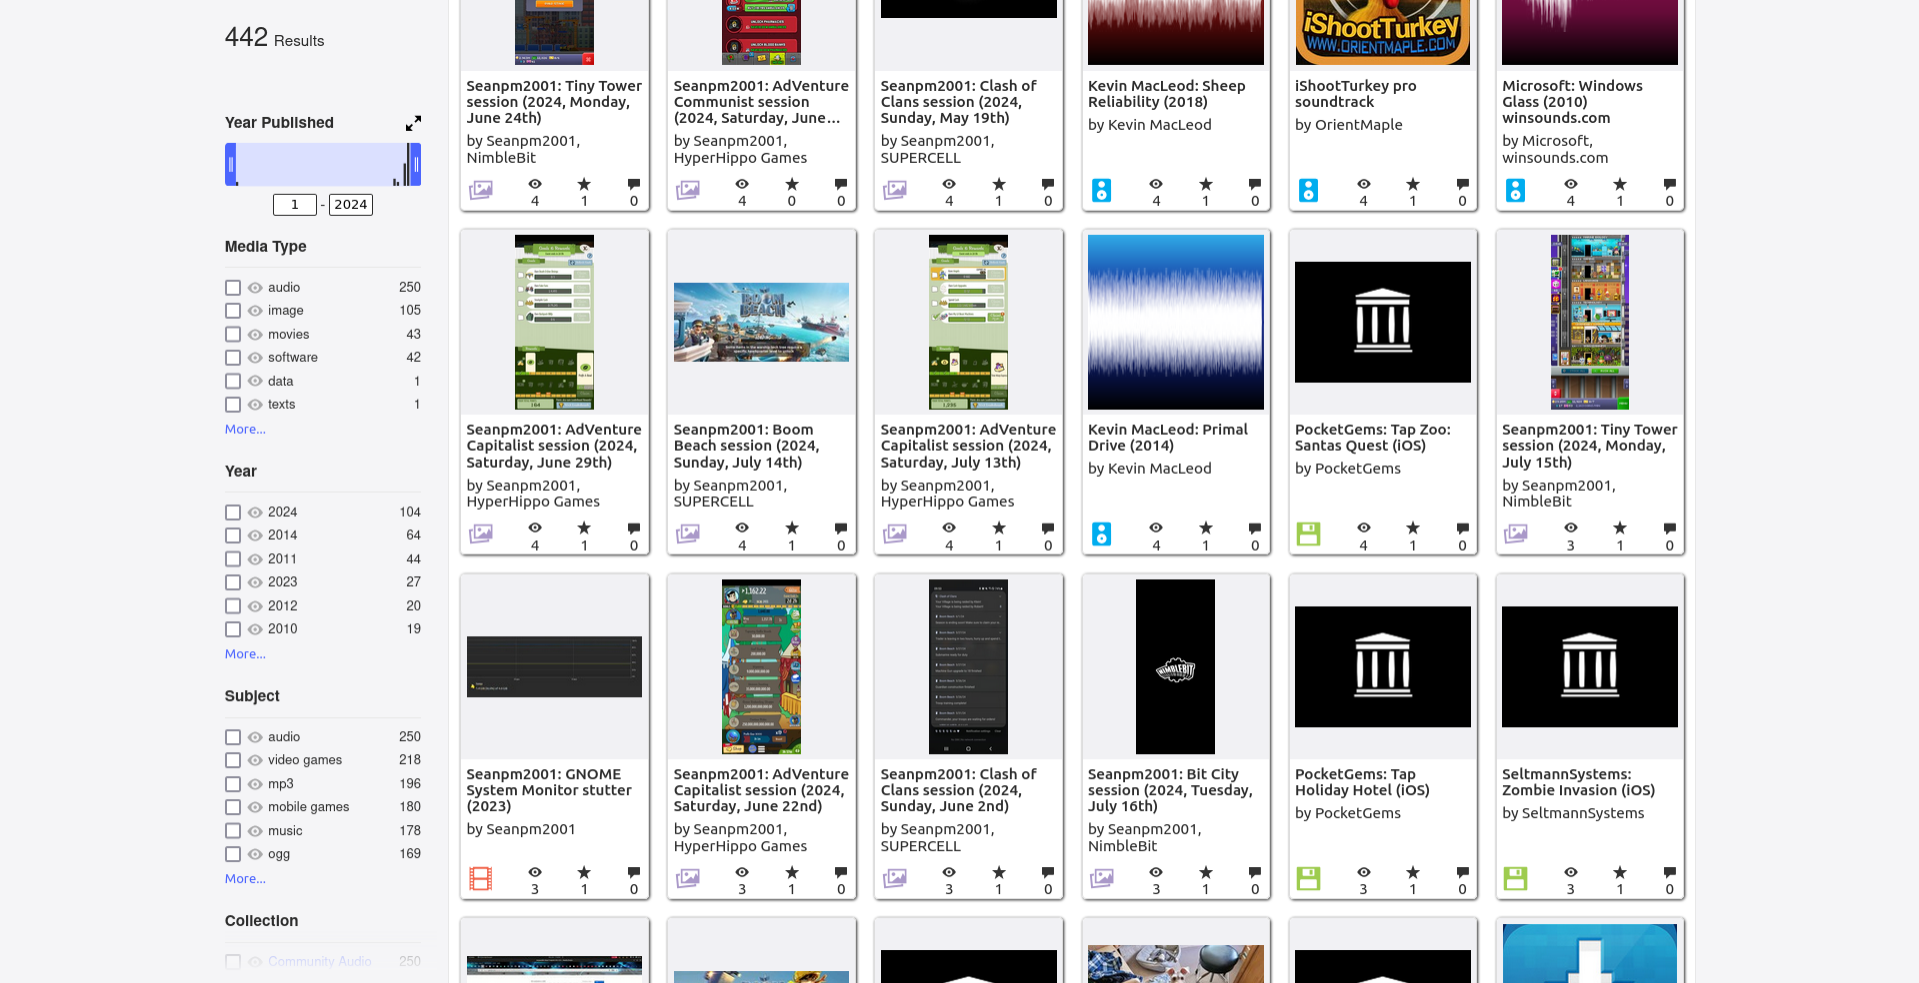 442 Results
Year Published
1 - 2024
Media Type
audio 250
image 105
movies 43
software 42
data 1
texts 1
More...
Year
2024 104
2014 64
2011 44
2023 27
2012 20
2010 19
More...
Subject
audio 250
video games 218
mp3 196
mobile games 180
music 178
ogg 169
More...
Collection
Community Audio 250
iShootTurkey
WWW.ORIENTMAPLE.COM
Seanpm2001: Tiny Tower
session (2024, Monday,
June 24th)
by Seanpm2001,
NimbleBit
4 1 0
Seanpm2001: AdVenture
Communist session
(2024, Saturday, June...
by Seanpm2001,
HyperHippo Games
4 0 0
Seanpm2001: Clash of
Clans session (2024,
Sunday, May 19th)
by Seanpm2001,
SUPERCELL
4 1 0
Kevin MacLeod: Sheep
Reliability (2018)
by Kevin MacLeod
4 1 0
iShootTurkey pro
soundtrack
by OrientMaple
4 1 0
Microsoft: Windows
Glass (2010)
winsounds.com
by Microsoft,
winsounds.com
4 1 0
Seanpm2001: AdVenture
Capitalist session (2024,
Saturday, June 29th)
by Seanpm2001,
HyperHippo Games
4 1 0
BOOM
BEACH
Seanpm2001: Boom
Beach session (2024,
Sunday, July 14th)
by Seanpm2001,
SUPERCELL
4 1 0
Seanpm2001: AdVenture
Capitalist session (2024,
Saturday, July 13th)
by Seanpm2001,
HyperHippo Games
4 1 0
Kevin MacLeod: Primal
Drive (2014)
by Kevin MacLeod
4 1 0
PocketGems: Tap Zoo:
Santas Quest (iOS)
by PocketGems
4 1 0
Seanpm2001: Tiny Tower
session (2024, Monday,
July 15th)
by Seanpm2001,
NimbleBit
3 1 0
Seanpm2001: GNOME
System Monitor stutter
(2023)
by Seanpm2001
3 1 0
Seanpm2001: AdVenture
Capitalist session (2024,
Saturday, June 22nd)
by Seanpm2001,
HyperHippo Games
3 1 0
Seanpm2001: Clash of
Clans session (2024,
Sunday, June 2nd)
by Seanpm2001,
SUPERCELL
3 1 0
NIMBLEBIT
Seanpm2001: Bit City
session (2024, Tuesday,
July 16th)
by Seanpm2001,
NimbleBit
3 1 0
PocketGems: Tap
Holiday Hotel (iOS)
by PocketGems
3 1 0
SeltmannSystems:
Zombie Invasion (iOS)
by SeltmannSystems
3 1 0